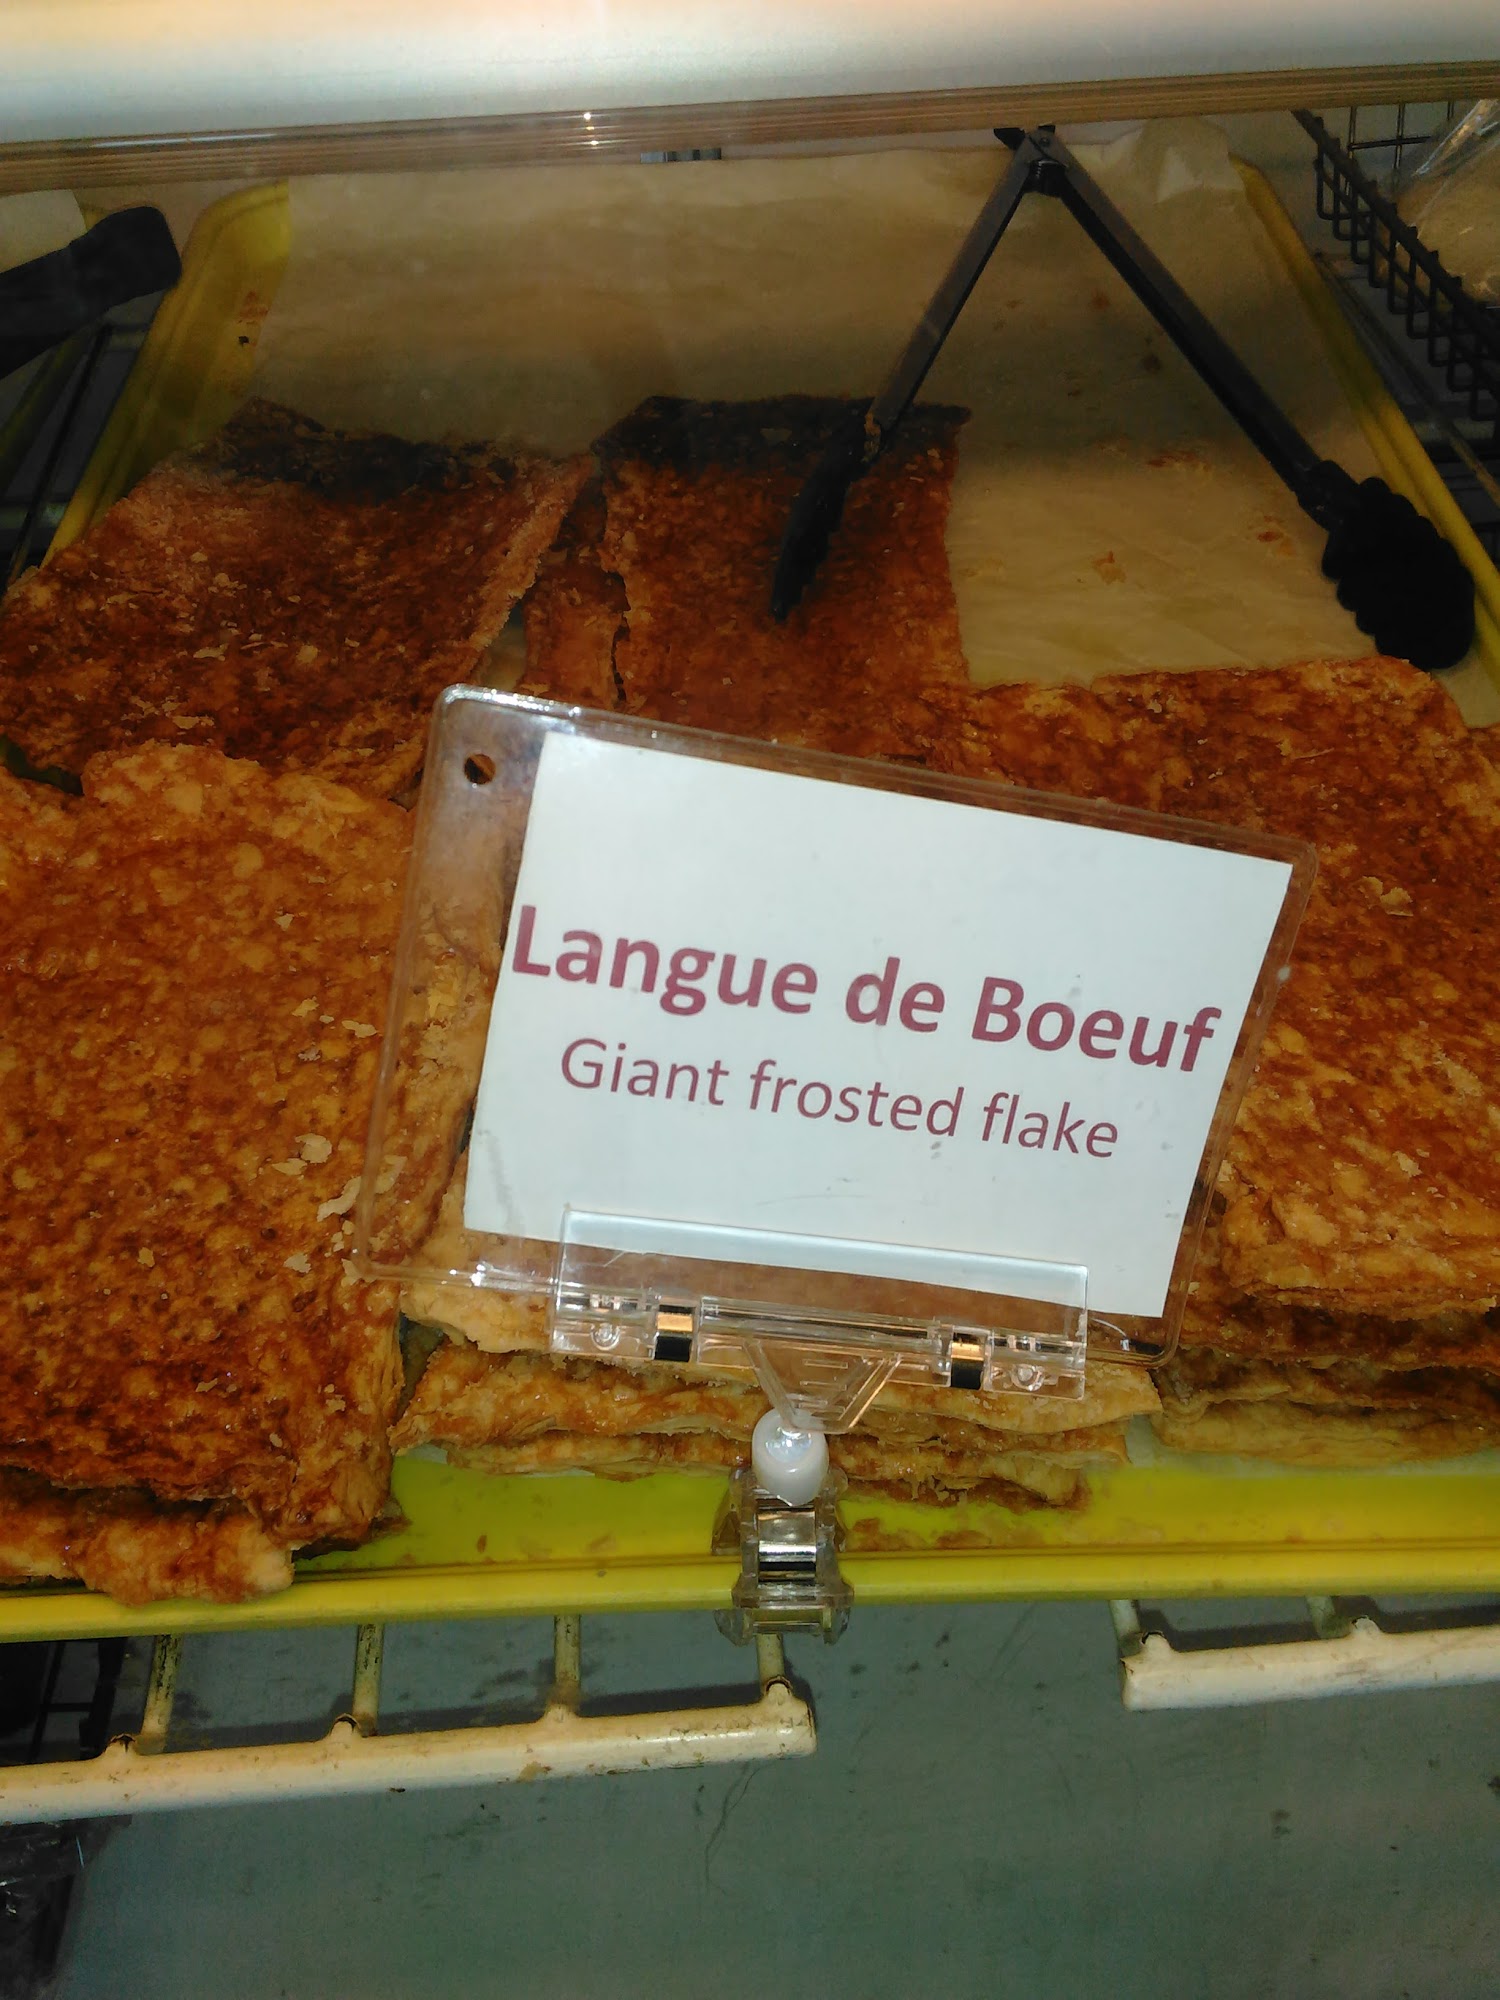 Langue de Boeuf
Giant frosted flake